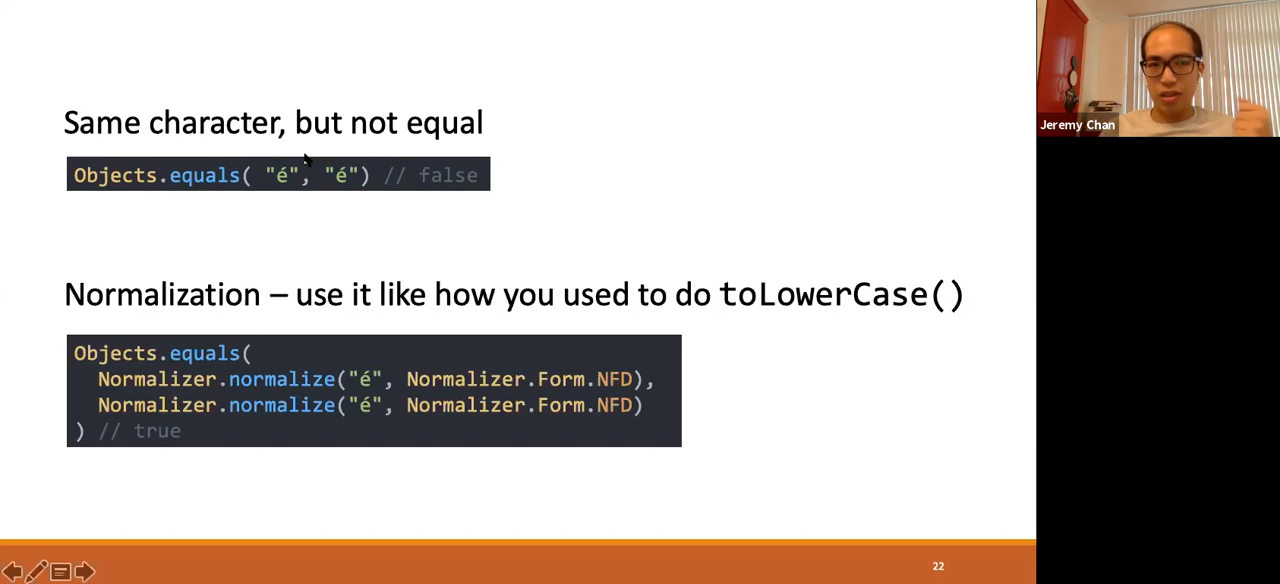 Same character, but not equal
Objects.equals( "é", "é") // false
Normalization – use it like how you used to do toLowerCase()
Objects.equals(
Normalizer.normalize("é", Normalizer.Form.NFD),
Normalizer.normalize("é", Normalizer.Form.NFD)
) // true
22
Jeremy Chan